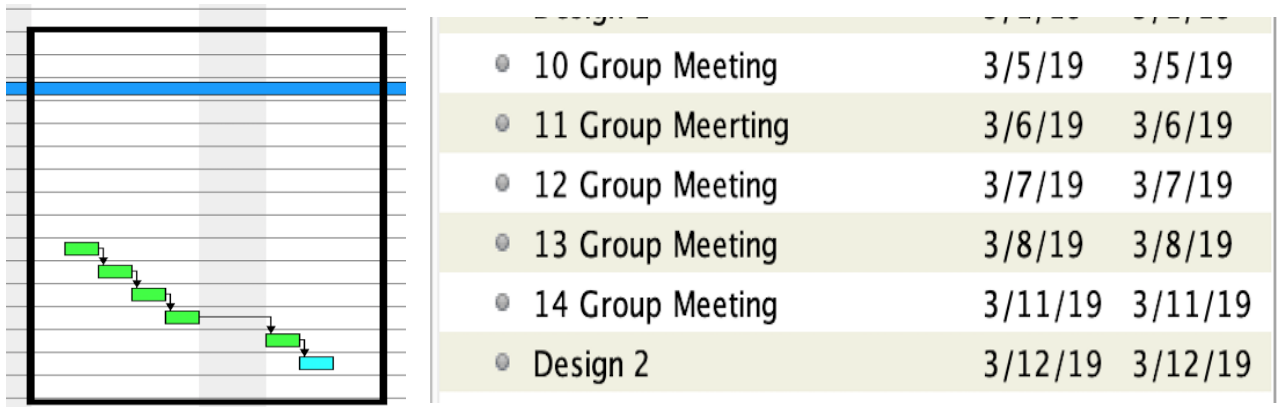 10 Group Meeting 3/5/19 3/5/19
11 Group Meerting 3/6/19 3/6/19
12 Group Meeting 3/7/19 3/7/19
13 Group Meeting 3/8/19 3/8/19
14 Group Meeting 3/11/19 3/11/19
Design 2 3/12/19 3/12/19